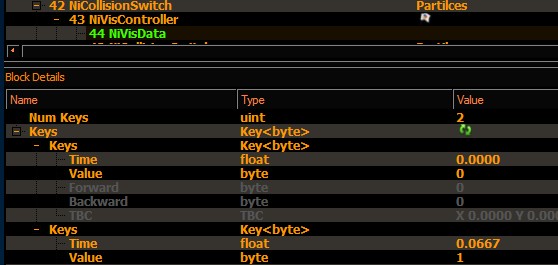 42 NiCollisionSwitch Partilces
43 NiVisController
44 NiVisData
Block Details
Name Type Value
Num Keys uint 2
Keys Key<byte>
Keys Key<byte>
Time float 0.0000
Value byte 0
Forward byte 0
Backward byte 0
TBC TBC X 0.0000 Y 0.00
Keys Key<byte>
Time float 0.0667
Value byte 1